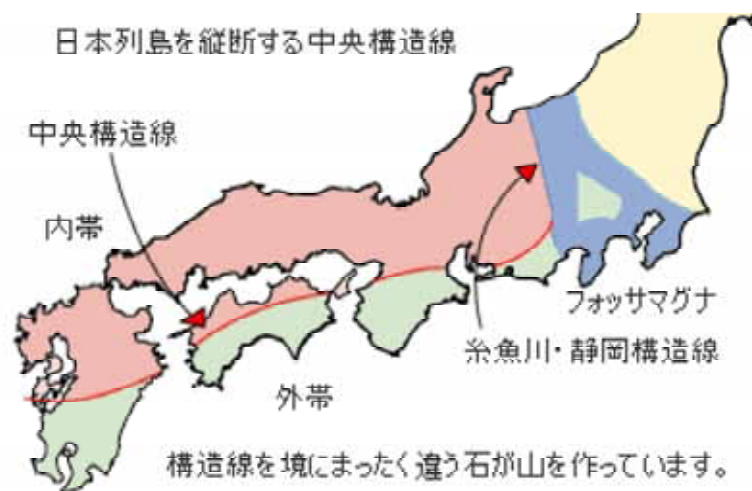 日本列島を縦断する中央構造線
中央構造線
内帯
フォッサマグナ
糸魚川・静岡構造線
外帯
構造線を境にまったく違う石が山を作っています。